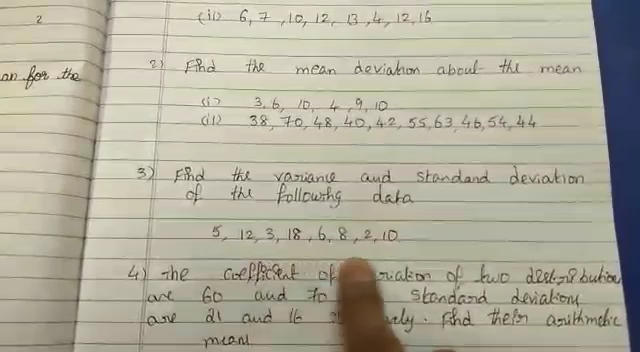 2
(ii) 6, 7, 10, 12, 13, 4, 12, 16
an for the
2) Find the mean deviation about the mean
(i) 3, 6, 10, 4, 9, 10
(ii) 38, 70, 48, 40, 42, 55, 63, 46, 54, 44
3) Find the variance and standard deviation
of the following data
5, 12, 3, 18, 6, 8, 2, 10
4) The coefficient of two distribution
are 60 and 70 standard deviation
are 21 and 16 Find their arithmetic
mean